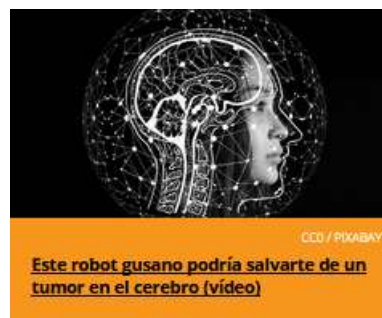 CC0 / PIXABAY
Este robot gusano podría salvarte de un
tumor en el cerebro (vídeo)